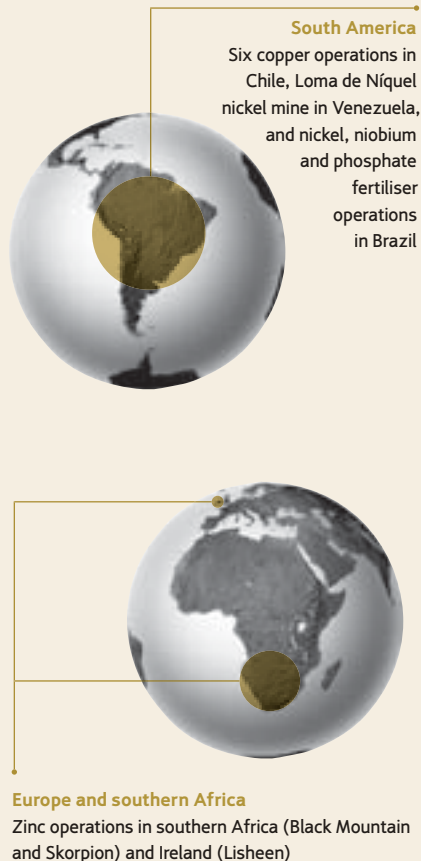 South America
Six copper operations in
Chile, Loma de Níquel
nickel mine in Venezuela,
and nickel, niobium
and phosphate
fertiliser
operations
in Brazil
Europe and southern Africa
Zinc operations in southern Africa (Black Mountain
and Skorpion) and Ireland (Lisheen)